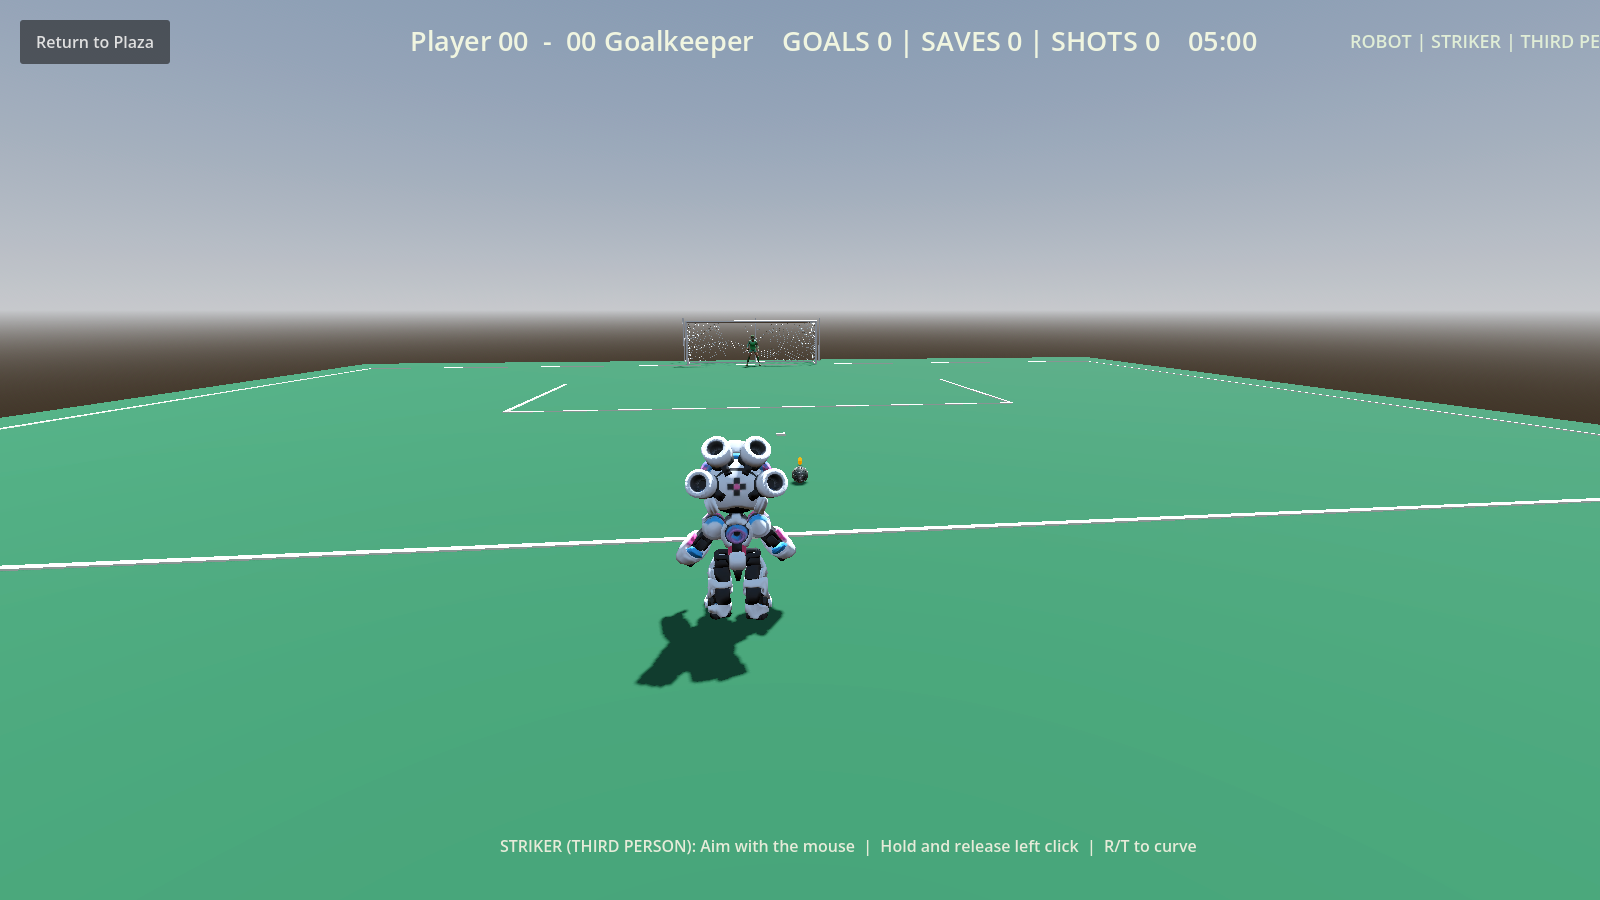 Return to Plaza
Player 00 - 00 Goalkeeper GOALS 0 | SAVES 0 | SHOTS 0 05:00
ROBOT | STRIKER | THIRD PE
STRIKER (THIRD PERSON): Aim with the mouse | Hold and release left click | R/T to curve